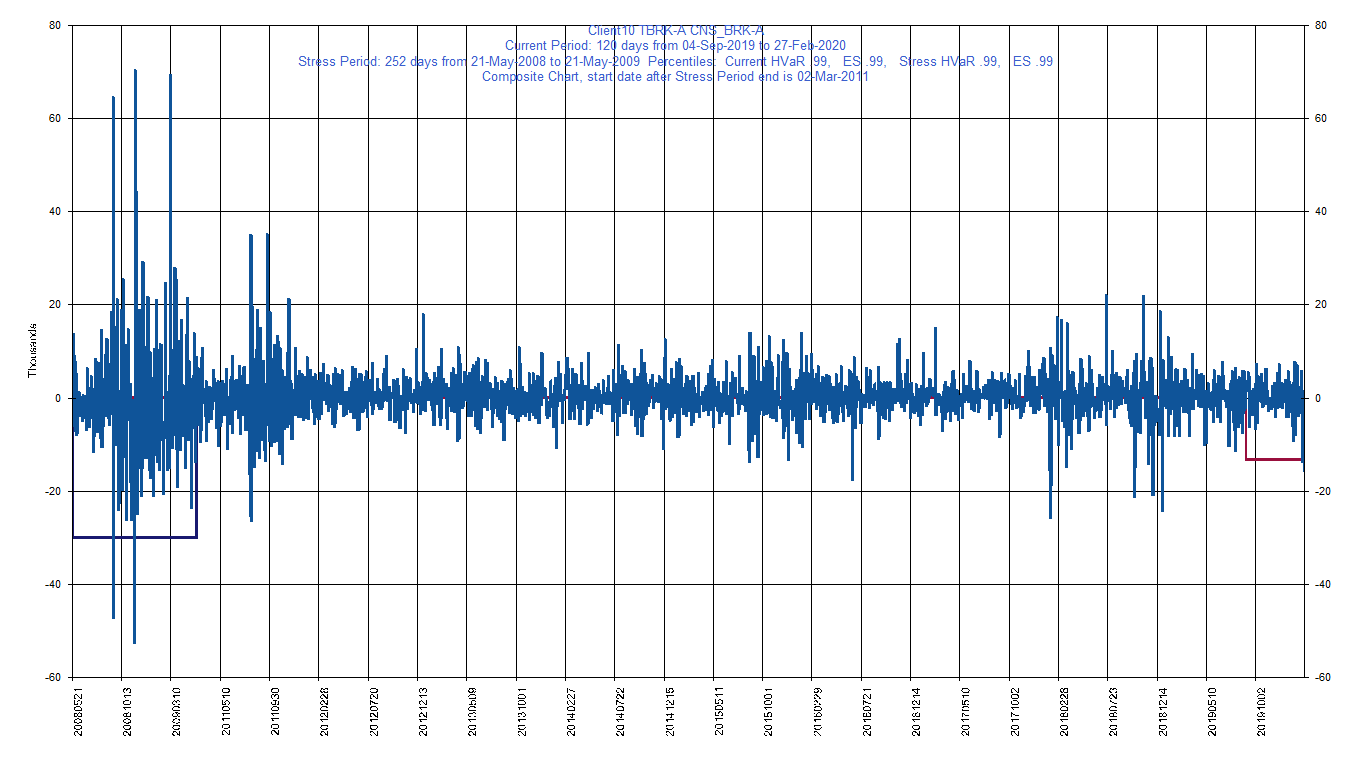 Client10 TBRK-A CNS_BRK-A
Current Period: 120 days from 04-Sep-2019 to 27-Feb-2020
Stress Period: 252 days from 21-May-2008 to 21-May-2009 Percentiles: Current HVaR .99, ES .99, Stress HVaR .99, ES .99
Composite Chart, start date after Stress Period end is 02-Mar-2011
80 80
60 60
40 40
20 20
Thousands
0 0
-20 -20
-40 -40
-60 -60
20080521 20081013 20090310 20110510 20110930 20120228 20120720 20121213 20130509 20131001 20140227 20140722 20141215 20150511 20151001 20160229 20160721 20161214 20170510 20171002 20180228 20180723 20181214 20190510 20191002